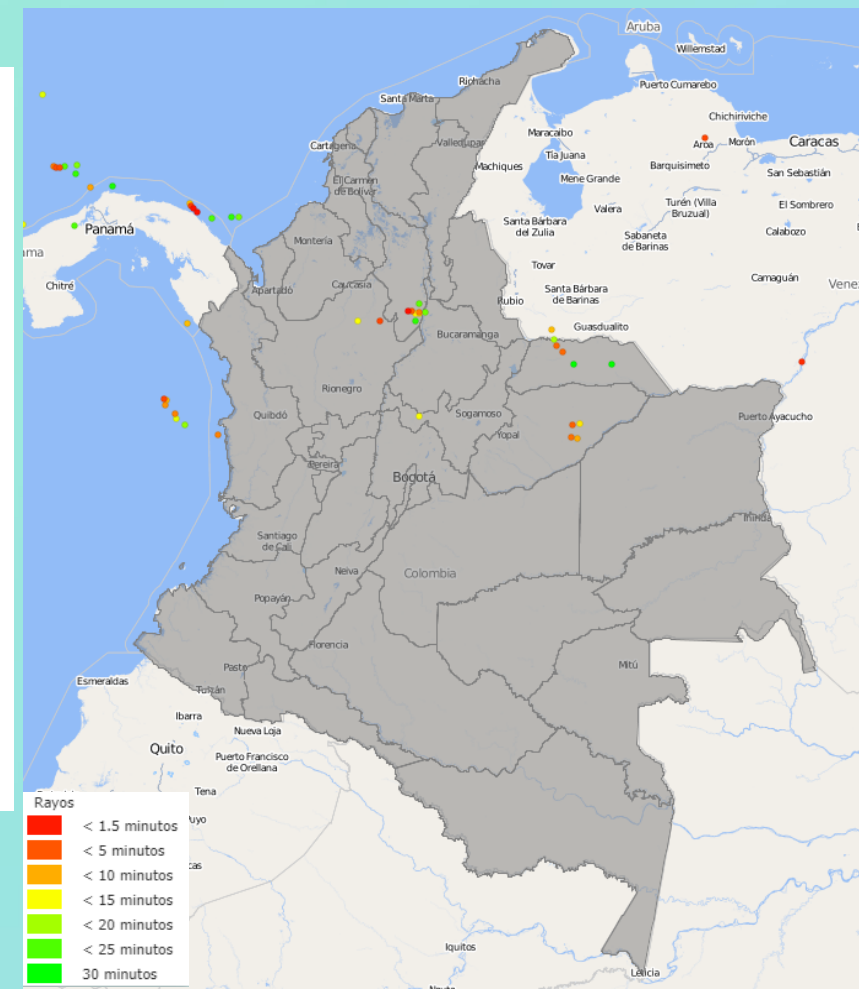 Aruba
Willemstad
Riohacha
Puerto Cumarebo
Santa Marta
Chichiriviche
Cartagena
Valledupar
Maracaibo
Aroa
Morón
Caracas
Tía Juana
Machiques
Barquisimeto
San Sebastián
El Carmen
de Bolívar
Mene Grande
Valera
Turén (Villa
Bruzual)
El Sombrero
Panamá
Santa Bárbara
del Zulia
Sabaneta
de Barinas
Calabozo
Montería
ama
Tovar
Camaguán
Chitré
Apartadó
Caucasia
Rubio
Santa Bárbara
de Barinas
Venez
Guasdualito
Bucaramanga
Rionegro
Quibdó
Sogamoso
Puerto Ayacucho
Yopal
Pereira
Bogotá
Inírida
Santiago
de Cali
Neiva
Colombia
Popayán
Florencia
Mitú
Pasto
Esmeraldas
Tulcán
Ibarra
Nueva Loja
Quito
Puerto Francisco
de Orellana
Tena
Puyo
cas
Iquitos
Leticia
Rayos
< 1.5 minutos
< 5 minutos
< 10 minutos
< 15 minutos
< 20 minutos
< 25 minutos
30 minutos